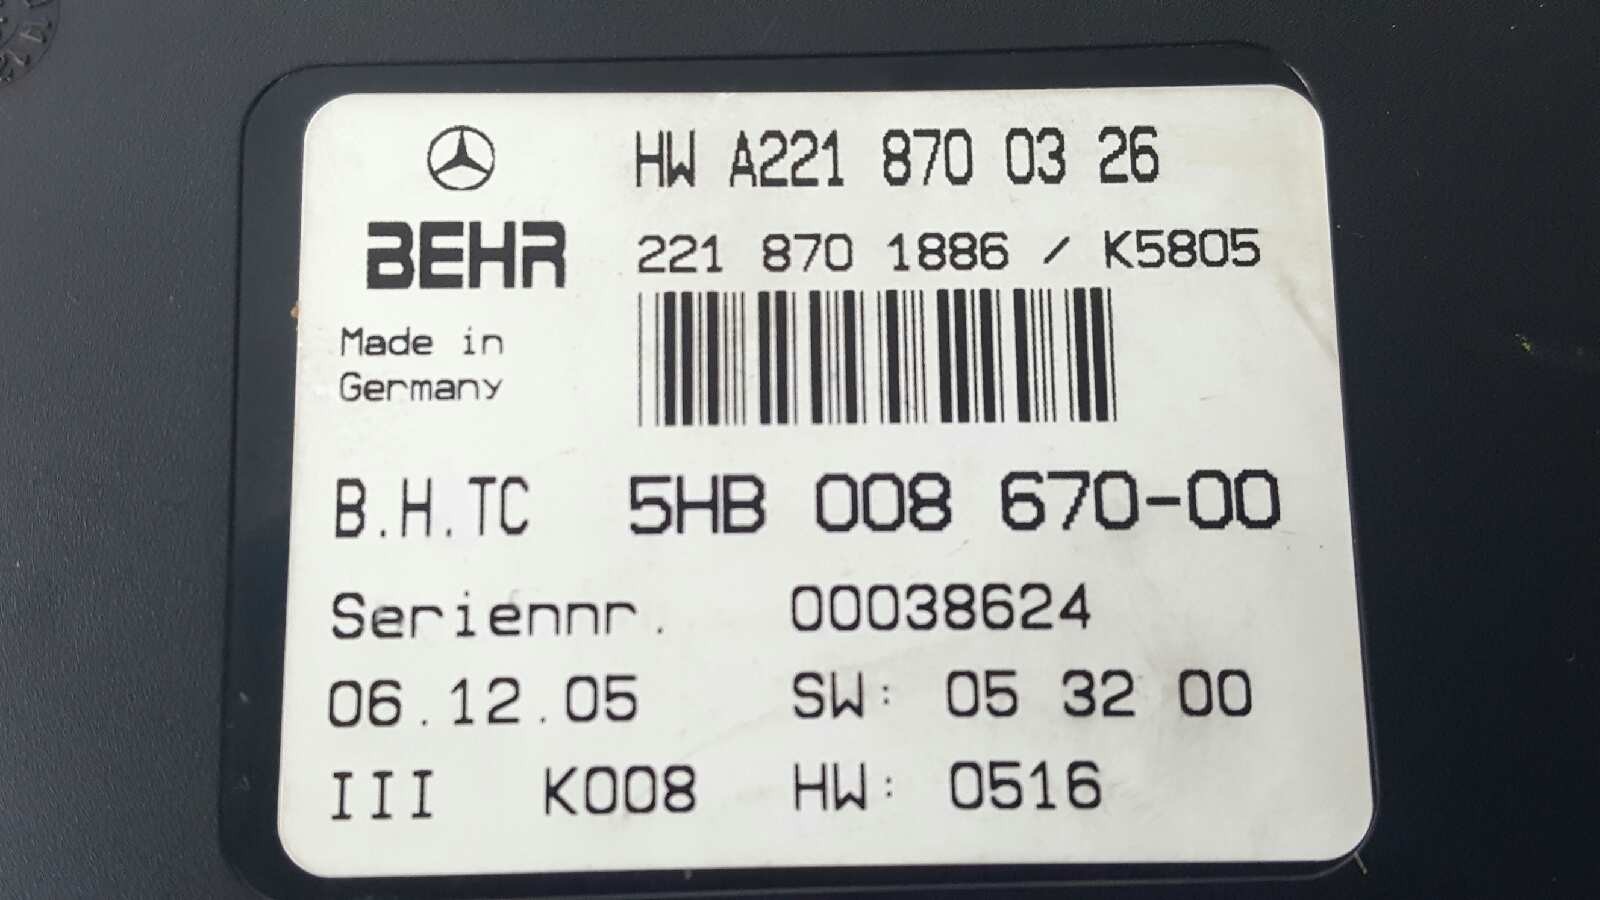 HW A221 870 03 26
BEHR
221 870 1886 / K5805
Made in
Germany
B.H.TC 5HB 008 670-00
Seriennr. 00038624
06.12.05 SW: 05 32 00
III K008 HW: 0516